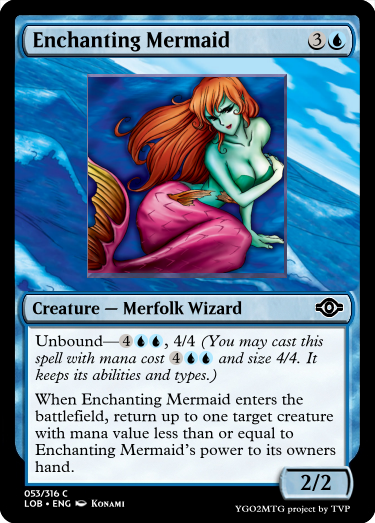 Enchanting Mermaid 3
Creature — Merfolk Wizard
Unbound—4, 4/4 (You may cast this
spell with mana cost 4 and size 4/4. It
keeps its abilities and types.)
When Enchanting Mermaid enters the
battlefield, return up to one target creature
with mana value less than or equal to
Enchanting Mermaid's power to its owners
hand.
2/2
053/316 C
LOB • ENG Konami
YGO2MTG project by TVP